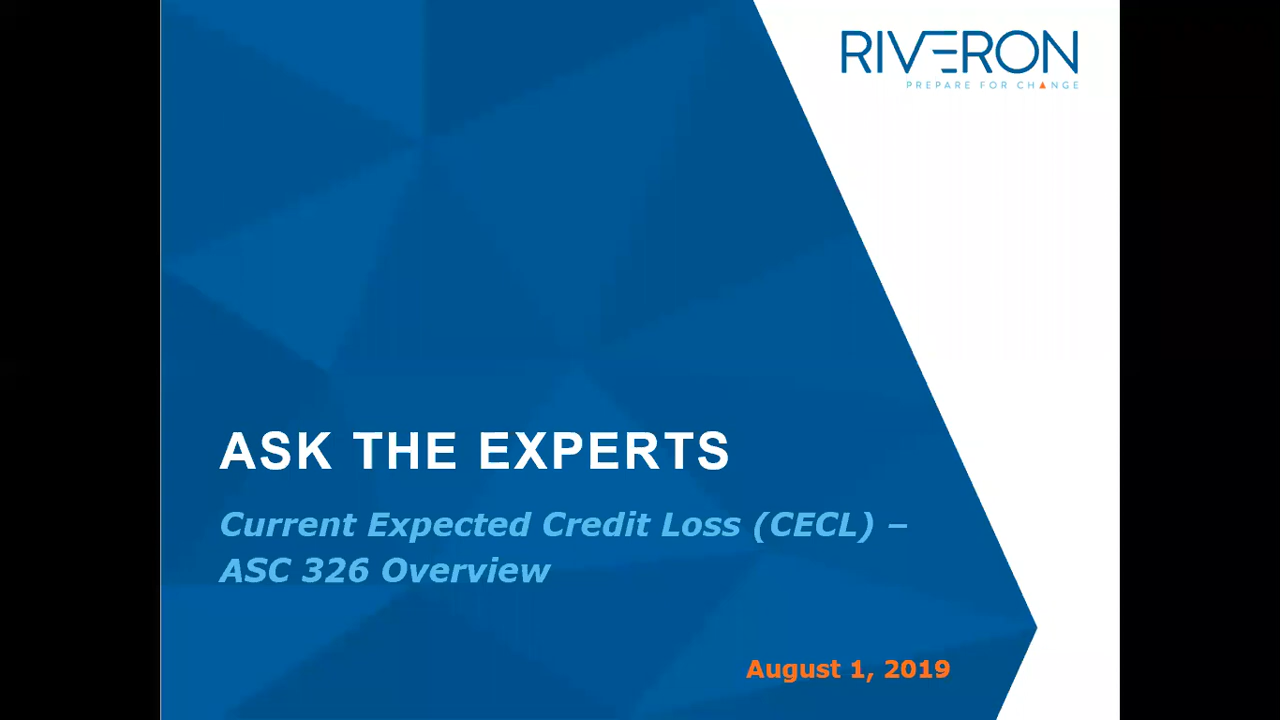 RIVERON
PREPARE FOR CHANGE
ASK THE EXPERTS
Current Expected Credit Loss (CECL) –
ASC 326 Overview
August 1, 2019